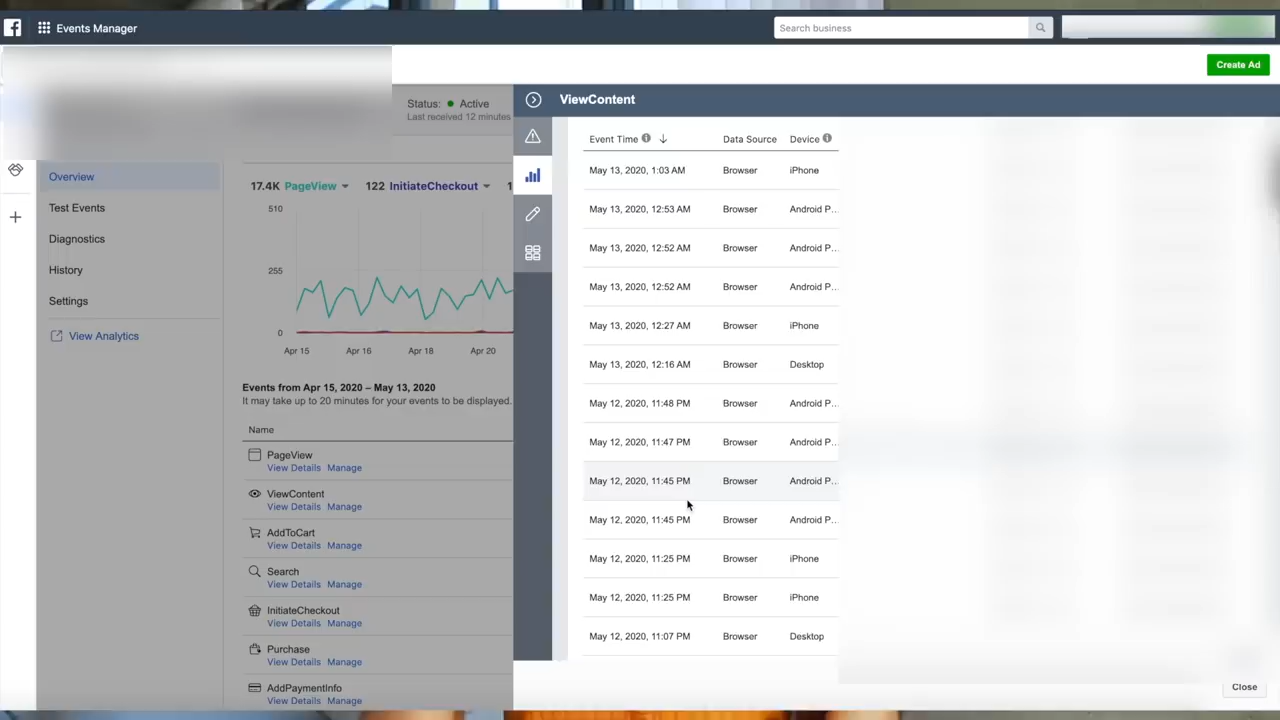 Events Manager
Search business
Create Ad
Status: Active
Last received 12 minutes
ViewContent
Overview
Test Events
Diagnostics
History
Settings
View Analytics
17.4K PageView 122 InitiateCheckout 1
510
255
0
Apr 15 Apr 16 Apr 18 Apr 20
Events from Apr 15, 2020 – May 13, 2020
It may take up to 20 minutes for your events to be displayed.
Name
PageView
View Details Manage
ViewContent
View Details Manage
AddToCart
View Details Manage
Search
View Details Manage
InitiateCheckout
View Details Manage
Purchase
View Details Manage
AddPaymentInfo
View Details Manage
Event Time Data Source Device
May 13, 2020, 1:03 AM Browser iPhone
May 13, 2020, 12:53 AM Browser Android P...
May 13, 2020, 12:52 AM Browser Android P...
May 13, 2020, 12:52 AM Browser Android P...
May 13, 2020, 12:27 AM Browser iPhone
May 13, 2020, 12:16 AM Browser Desktop
May 12, 2020, 11:48 PM Browser Android P...
May 12, 2020, 11:47 PM Browser Android P...
May 12, 2020, 11:45 PM Browser Android P...
May 12, 2020, 11:45 PM Browser Android P...
May 12, 2020, 11:25 PM Browser iPhone
May 12, 2020, 11:25 PM Browser iPhone
May 12, 2020, 11:07 PM Browser Desktop
Close